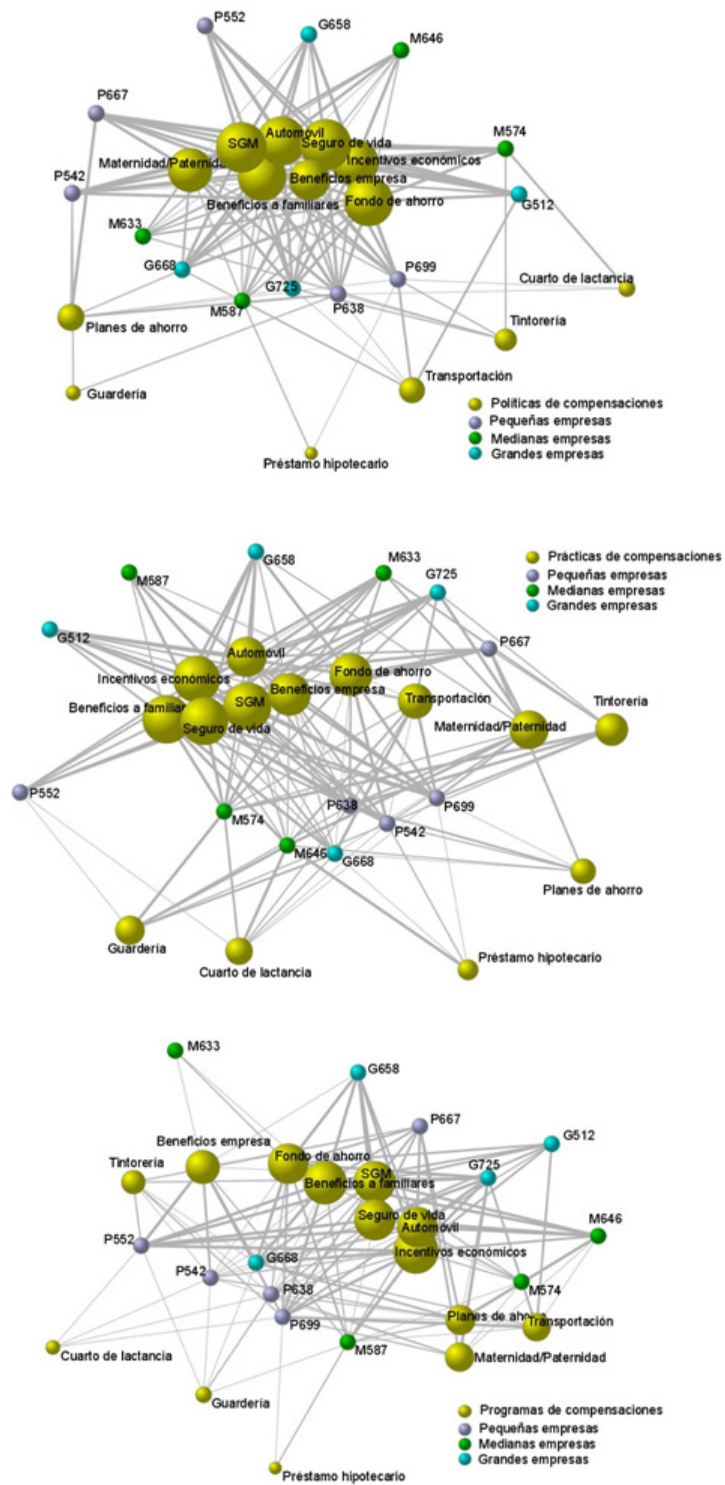 P552
G658
M646
P667
M574
Automóvil
SGM
Seguro de vida
Maternidad/Paternidad
Incentivos económicos
Beneficios empresa
P542
Beneficios a familiares
Fondo de ahorro
G512
M633
G668
P699
G725
Cuarto de lactancia
M587
P638
Planes de ahorro
Tintorería
Transportación
Guardería
Políticas de compensaciones
Pequeñas empresas
Medianas empresas
Grandes empresas
Préstamo hipotecario
G658
M633
M587
G725
Prácticas de compensaciones
Pequeñas empresas
Medianas empresas
Grandes empresas
G512
P667
Automóvil
Fondo de ahorro
Incentivos económicos
Beneficios empresa
Transportación
Tintorería
Beneficios a familiar
SGM
Seguro de vida
Maternidad/Paternidad
P552
P638
P699
M574
P542
M646
G668
Planes de ahorro
Guardería
Cuarto de lactancia
Préstamo hipotecario
M633
G658
P667
G512
Beneficios empresa
Fondo de ahorro
G725
Tintorería
SGM
Beneficios a familiares
Seguro de vida
Automóvil
M646
P552
Incentivos económicos
G668
P542
P638
M574
P699
Planes de ahorro
Transportación
M587
Cuarto de lactancia
Maternidad/Paternidad
Guardería
Programas de compensaciones
Pequeñas empresas
Medianas empresas
Grandes empresas
Préstamo hipotecario